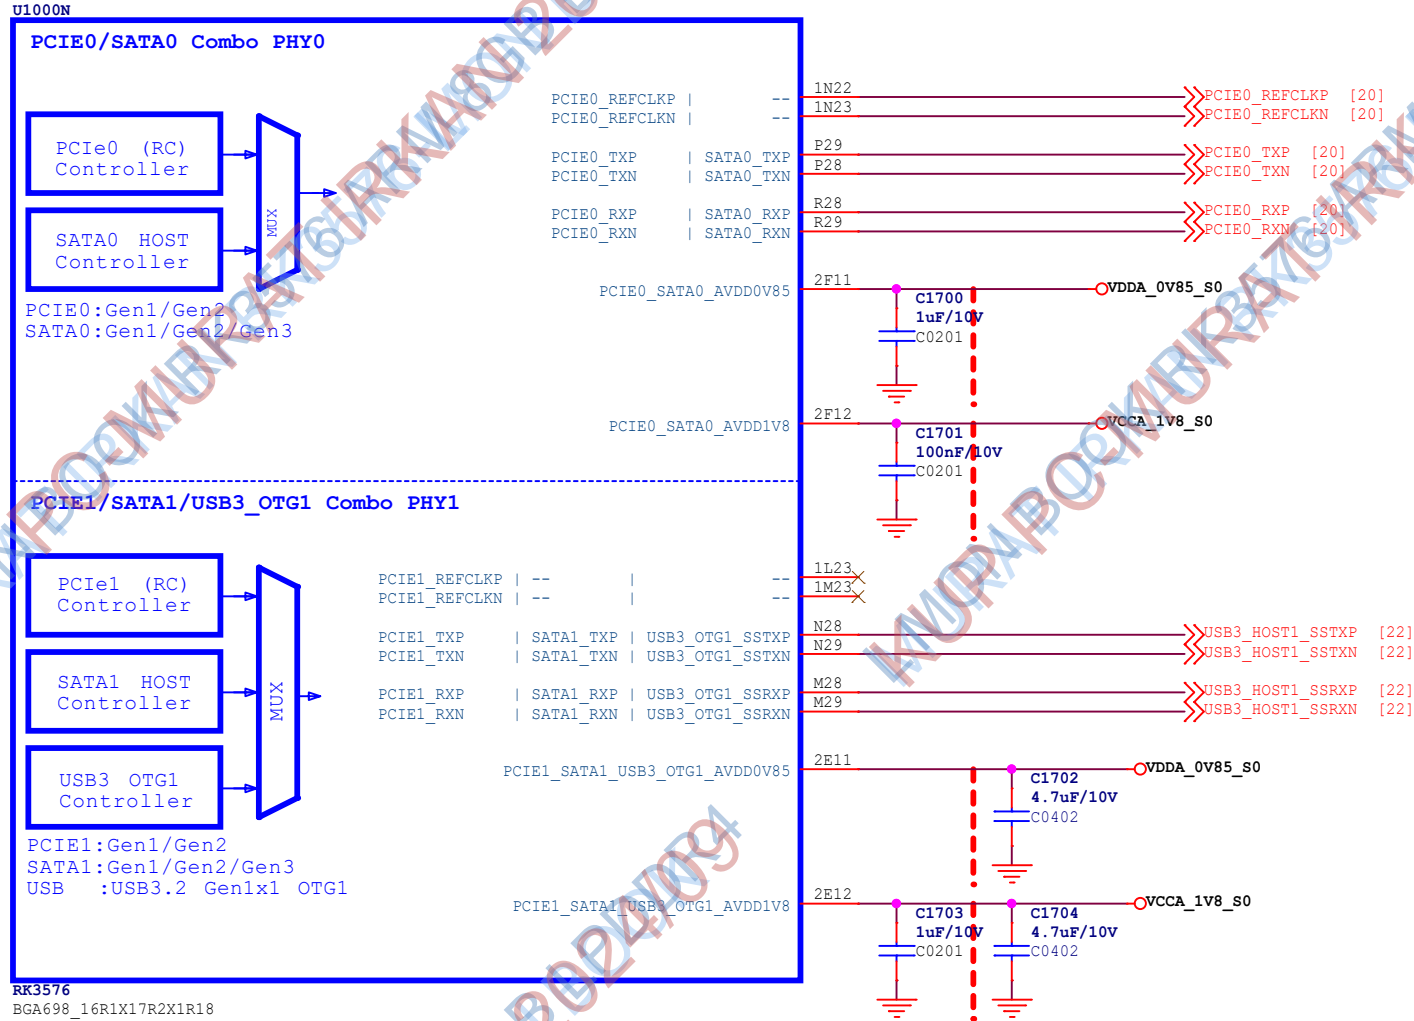 U1000N
PCIE0/SATA0 Combo PHY0
PCIe0 (RC)
Controller
SATA0 HOST
Controller
MUX
PCIE0:Gen1/Gen2
SATA0:Gen1/Gen2/Gen3
PCIE0_REFCLKP | -- 1N22 PCIE0_REFCLKP [20]
PCIE0_REFCLKN | -- 1N23 PCIE0_REFCLKN [20]
PCIE0_TXP | SATA0_TXP P29 PCIE0_TXP [20]
PCIE0_TXN | SATA0_TXN P28 PCIE0_TXN [20]
PCIE0_RXP | SATA0_RXP R28 PCIE0_RXP [20]
PCIE0_RXN | SATA0_RXN R29 PCIE0_RXN [20]
PCIE0_SATA0_AVDD0V85 2F11 VDDA_0V85_S0
C1700
1uF/10V
C0201
PCIE0_SATA0_AVDD1V8 2F12 VCCA_1V8_S0
C1701
100nF/10V
C0201
PCIE1/SATA1/USB3_OTG1 Combo PHY1
PCIe1 (RC)
Controller
SATA1 HOST
Controller
USB3 OTG1
Controller
MUX
PCIE1:Gen1/Gen2
SATA1:Gen1/Gen2/Gen3
USB :USB3.2 Gen1x1 OTG1
PCIE1_REFCLKP | -- | -- 1L23
PCIE1_REFCLKN | -- | -- 1M23
PCIE1_TXP | SATA1_TXP | USB3_OTG1_SSTXP N28 USB3_HOST1_SSTXP [22]
PCIE1_TXN | SATA1_TXN | USB3_OTG1_SSTXN N29 USB3_HOST1_SSTXN [22]
PCIE1_RXP | SATA1_RXP | USB3_OTG1_SSRXP M28 USB3_HOST1_SSRXP [22]
PCIE1_RXN | SATA1_RXN | USB3_OTG1_SSRXN M29 USB3_HOST1_SSRXN [22]
PCIE1_SATA1_USB3_OTG1_AVDD0V85 2E11 VDDA_0V85_S0
C1702
4.7uF/10V
C0402
PCIE1_SATA1_USB3_OTG1_AVDD1V8 2E12 VCCA_1V8_S0
C1703 C1704
1uF/10V 4.7uF/10V
C0201 C0402
RK3576
BGA698_16R1X17R2X1R18